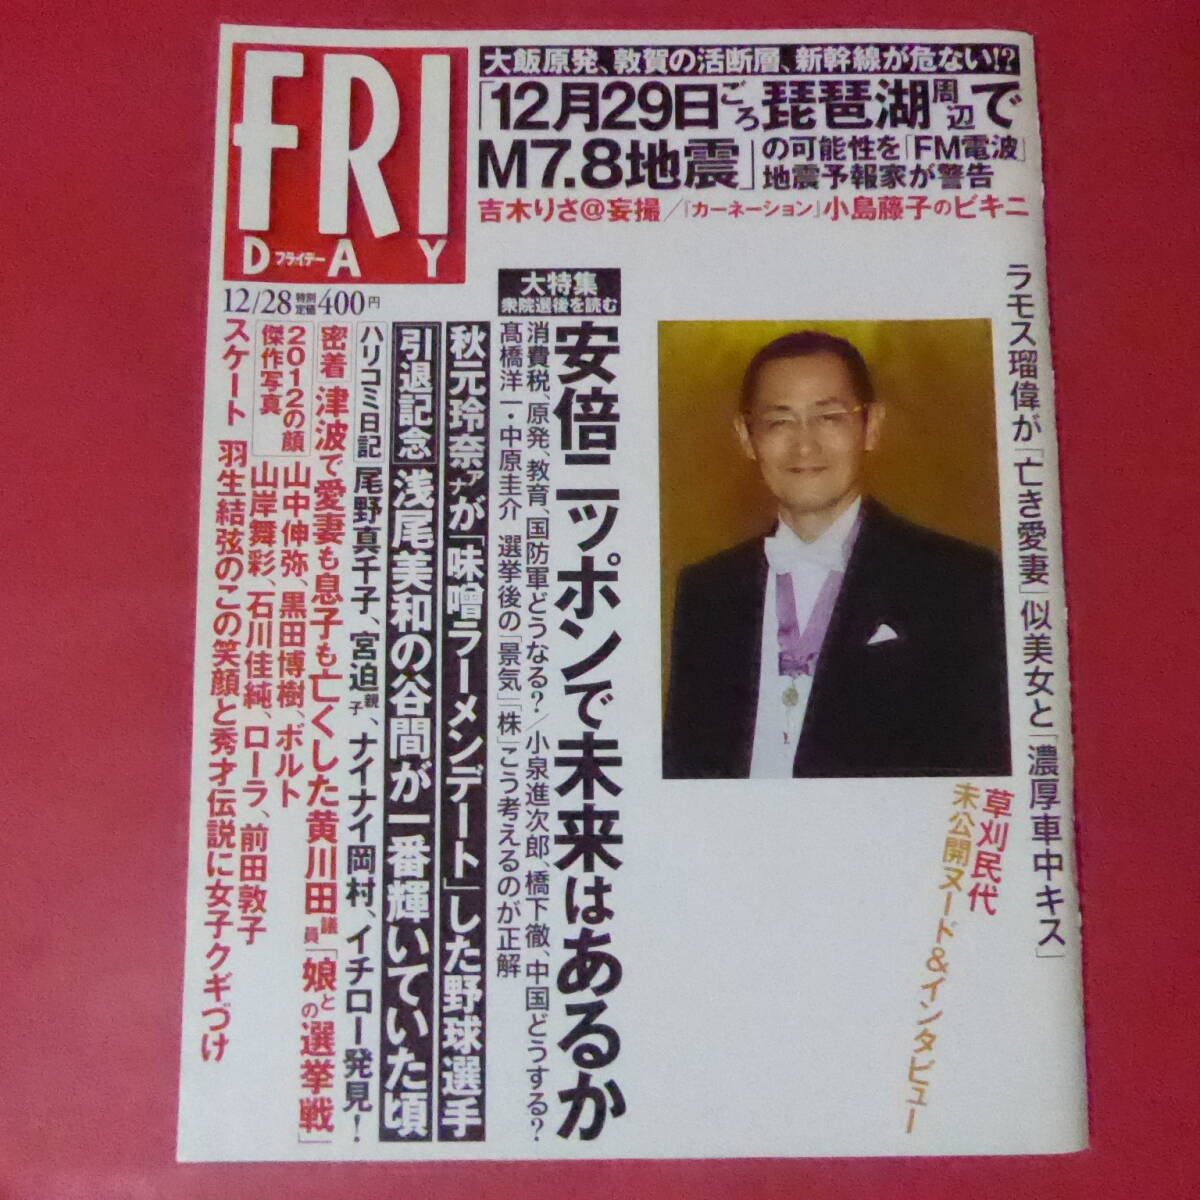 FRI
DAY
フライデー
12/28 特別定価400円
大飯原発、敦賀の活断層、新幹線が危ない!?
「12月29日ごろ琵琶湖周辺で
M7.8地震」の可能性を「FM電波」
地震予報家が警告
吉木りさ@妄撮/『カーネーション』小島藤子のビキニ
ラモス瑠偉が「亡き愛妻」似美女と「濃厚車中キス」
草刈民代
未公開ヌード&インタビュー
大特集
衆院選後を読む
安倍ニッポンで未来はあるか
消費税、原発、教育、国防軍どうなる?/小泉進次郎、橋下徹、中国どうする?
髙橋洋一・中原圭介 選挙後の「景気」「株」こう考えるのが正解
秋元玲奈アナが「味噌ラーメンデート」した野球選手
引退記念 浅尾美和の谷間が一番輝いていた頃
ハリコミ日記 尾野真千子、宮迫親子、ナイナイ岡村、イチロー発見!
密着 津波で愛妻も息子も亡くした黄川田議員「娘との選挙戦」
2012の顔
傑作写真
山中伸弥、黒田博樹、ボルト
山岸舞彩、石川佳純、ローラ、前田敦子
スケート 羽生結弦のこの笑顔と秀才伝説に女子クギづけ